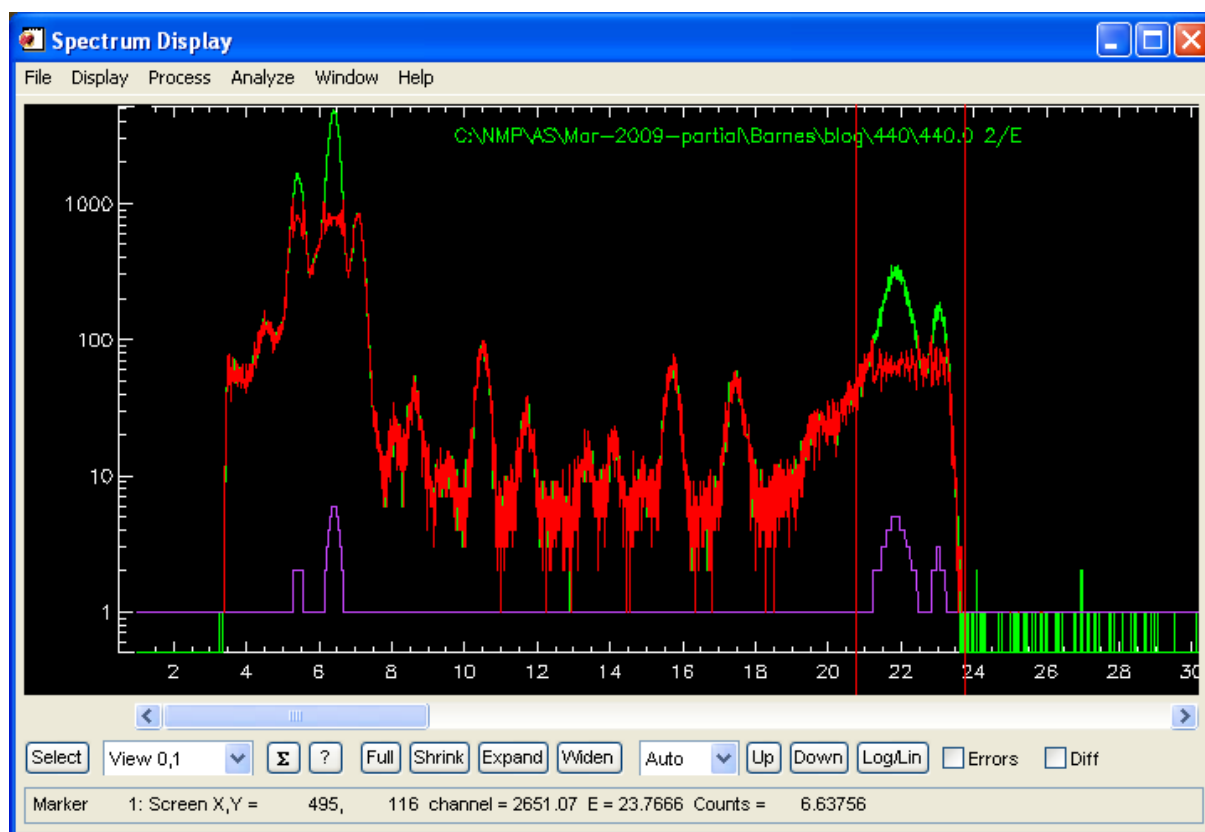 Spectrum Display
File Display Process Analyze Window Help
C:\NMP\AS\Mar-2009-partial\Barnes\blog\440\440.0 2/E
1000
100
10
1
2 4 6 8 10 12 14 16 18 20 22 24 26 28 30
Select View 0,1 Σ ? Full Shrink Expand Widen Auto Up Down Log/Lin Errors Diff
Marker 1: Screen X,Y = 495, 116 channel = 2651.07 E = 23.7666 Counts = 6.63756